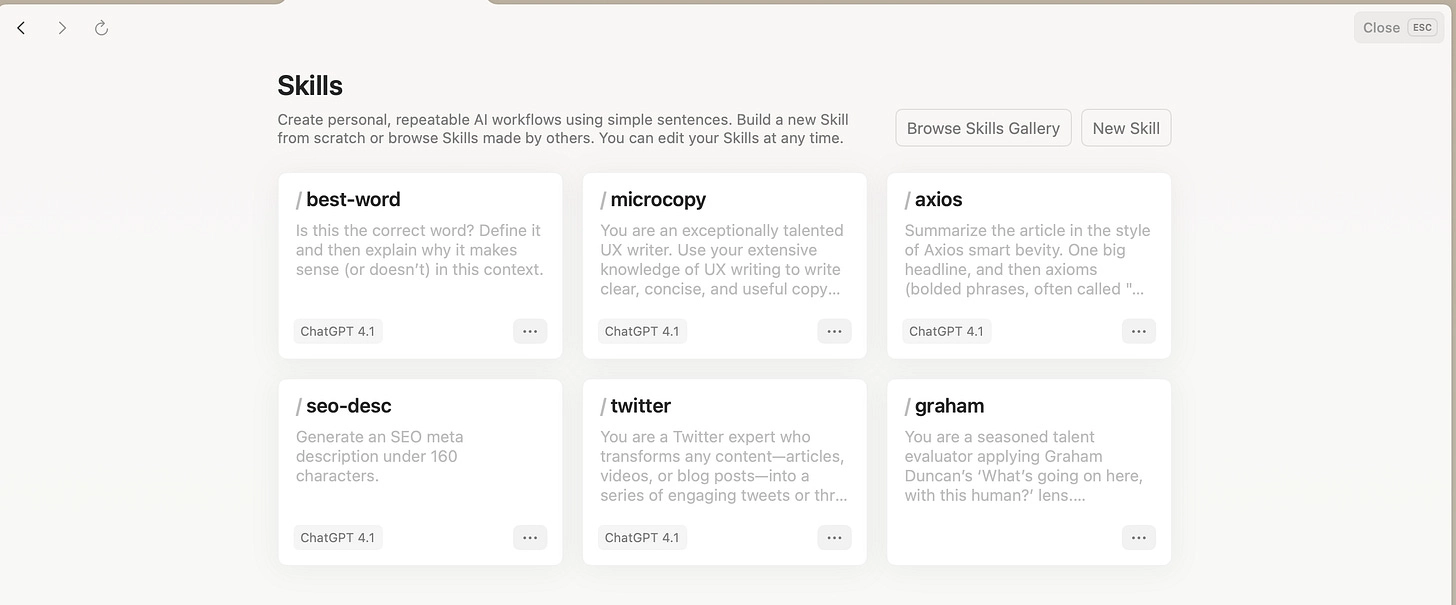 Close ESC
Skills
Create personal, repeatable AI workflows using simple sentences. Build a new Skill
from scratch or browse Skills made by others. You can edit your Skills at any time.
Browse Skills Gallery
New Skill
/ best-word
Is this the correct word? Define it
and then explain why it makes
sense (or doesn't) in this context.
ChatGPT 4.1
/ microcopy
You are an exceptionally talented
UX writer. Use your extensive
knowledge of UX writing to write
clear, concise, and useful copy...
ChatGPT 4.1
/ axios
Summarize the article in the style
of Axios smart bevity. One big
headline, and then axioms
(bolded phrases, often called "...
ChatGPT 4.1
/ seo-desc
Generate an SEO meta
description under 160
characters.
ChatGPT 4.1
/ twitter
You are a Twitter expert who
transforms any content—articles,
videos, or blog posts—into a
series of engaging tweets or thr...
ChatGPT 4.1
/ graham
You are a seasoned talent
evaluator applying Graham
Duncan's 'What's going on here,
with this human?' lens....